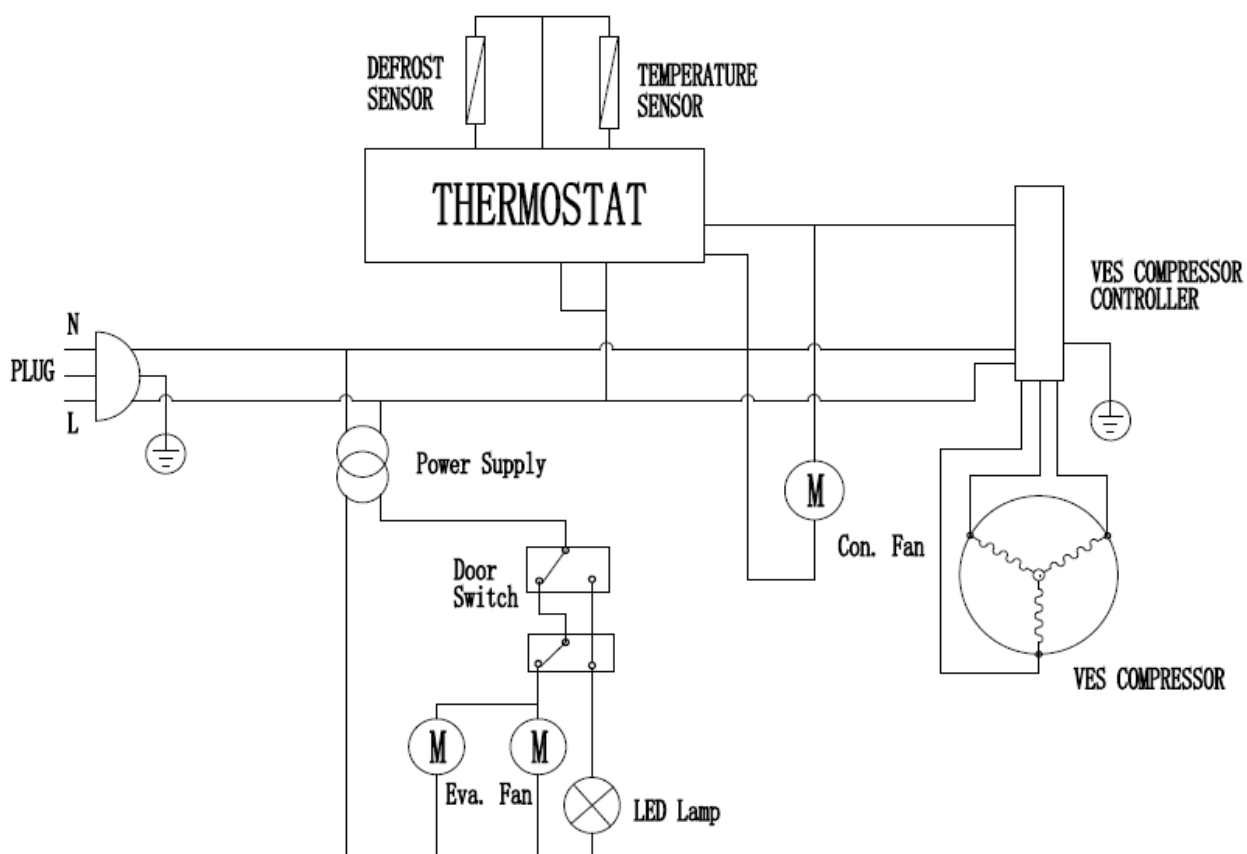 DEFROST
SENSOR
TEMPERATURE
SENSOR
THERMOSTAT
VES COMPRESSOR
CONTROLLER
N
PLUG
L
Power Supply
M
Con. Fan
Door
Switch
VES COMPRESSOR
M
M
Eva. Fan
LED Lamp